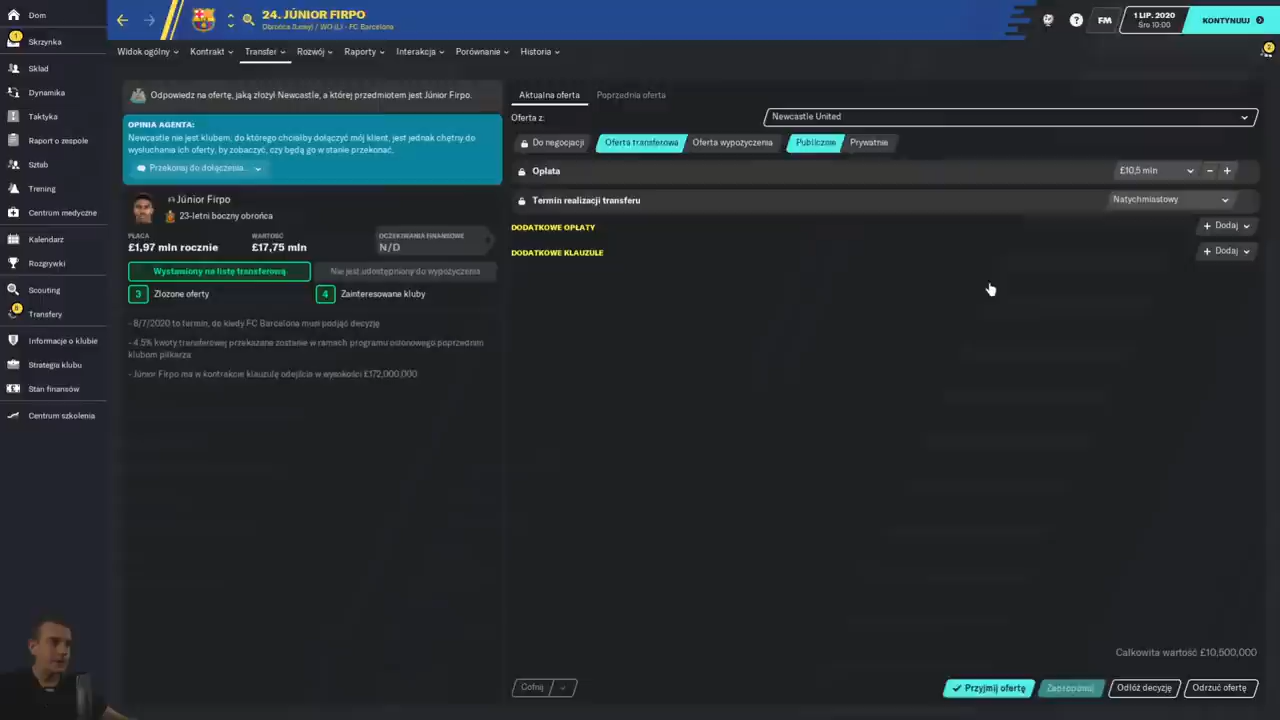 Dom
1
Skrzynka
Skład
Dynamika
Taktyka
Raport o zespole
Sztab
Trening
Centrum medyczne
Kalendarz
Rozgrywki
Scouting
6
Transfery
Informacje o klubie
Strategia klubu
Stan finansów
Centrum szkolenia
24. JÚNIOR FIRPO
Obrońca (Lewy) / WO (L) - FC Barcelona
FM
1 LIP. 2020
Śro 10:00
KONTYNUUJ
Widok ogólny
Kontrakt
Transfer
Rozwój
Raporty
Interakcja
Porównanie
Historia
2
Odpowiedz na ofertę, jaką złożył Newcastle, a której przedmiotem jest Júnior Firpo.
OPINIA AGENTA:
Newcastle nie jest klubem, do którego chciałby dołączyć mój klient, jest jednak chętny do
wysłuchania ich oferty, by zobaczyć, czy będą go w stanie przekonać.
Przekonaj do dołączenia...
Júnior Firpo
23-letni boczny obrońca
PŁACA
£1,97 mln rocznie
WARTOŚĆ
£17,75 mln
OCZEKIWANIA FINANSOWE
N/D
Wystawiony na listę transferową
Nie jest udostępniony do wypożyczenia
3 Złożone oferty
4 Zainteresowane kluby
- 8/7/2020 to termin, do kiedy FC Barcelona musi podjąć decyzję
- 4.5% kwoty transferowej przekazane zostanie w ramach programu osłonowego poprzednim
klubom piłkarza
- Júnior Firpo ma w kontrakcie klauzulę odejścia w wysokości £172,000,000
Aktualna oferta
Poprzednia oferta
Oferta z:
Newcastle United
Do negocjacji
Oferta transferowa
Oferta wypożyczenia
Publicznie
Prywatnie
Opłata
£10,5 mln
Termin realizacji transferu
Natychmiastowy
DODATKOWE OPŁATY
+ Dodaj
DODATKOWE KLAUZULE
+ Dodaj
Całkowita wartość £10,500,000
Cofnij
Przyjmij ofertę
Zaproponuj
Odłóż decyzję
Odrzuć ofertę